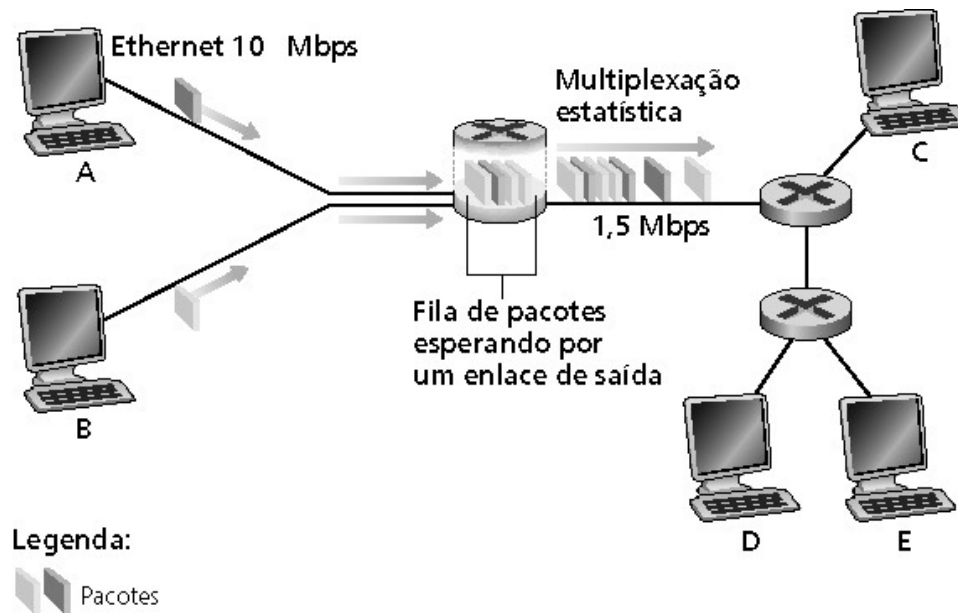 Ethernet 10 Mbps
A
Multiplexação
estatística
C
1,5 Mbps
Fila de pacotes
esperando por
um enlace de saída
B
D
E
Legenda:
Pacotes